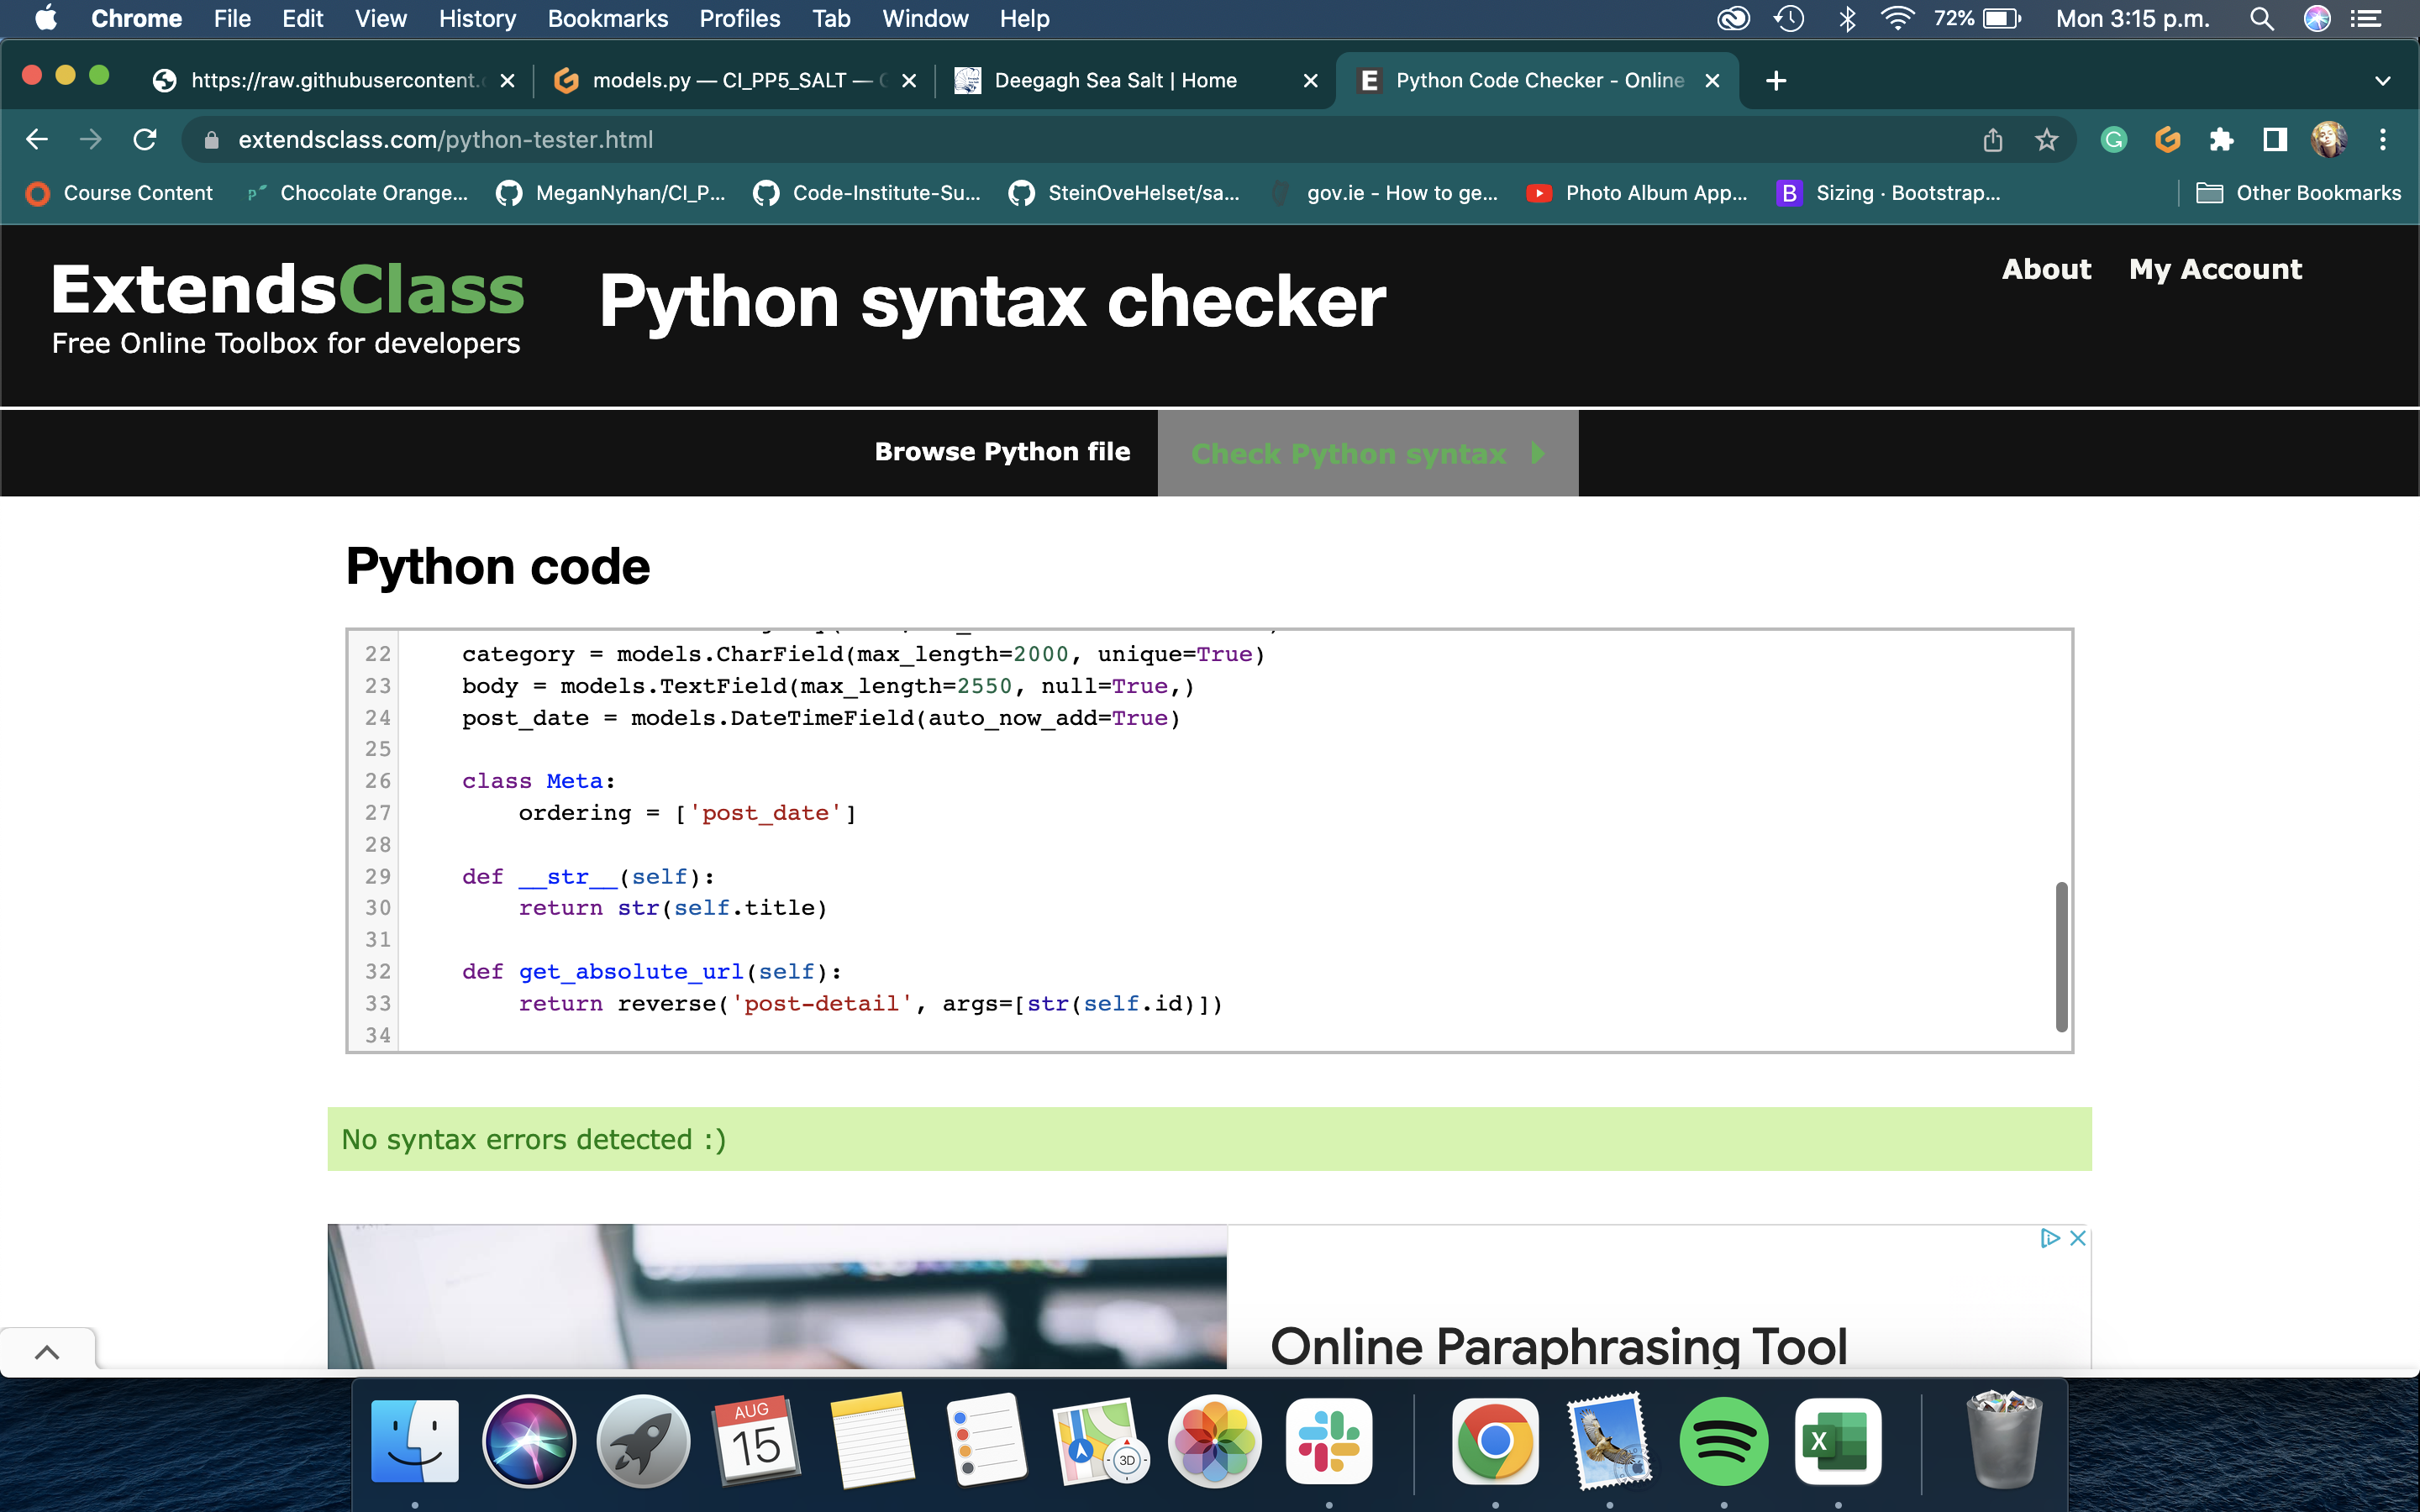 Chrome File Edit View History Bookmarks Profiles Tab Window Help 72% Mon 3:15 p.m.
https://raw.githubusercontent.c models.py — CI_PP5_SALT — Deegagh Sea Salt | Home Python Code Checker - Online
extendsclass.com/python-tester.html
Course Content Chocolate Orange... MeganNyhan/CI_P... Code-Institute-Su... SteinOveHelset/sa... gov.ie - How to ge... Photo Album App... Sizing · Bootstrap... Other Bookmarks
ExtendsClass
Free Online Toolbox for developers
Python syntax checker
About My Account
Browse Python file Check Python syntax
Python code
22 category = models.CharField(max_length=2000, unique=True)
23 body = models.TextField(max_length=2550, null=True,)
24 post_date = models.DateTimeField(auto_now_add=True)
25
26 class Meta:
27 ordering = ['post_date']
28
29 def __str__(self):
30 return str(self.title)
31
32 def get_absolute_url(self):
33 return reverse('post-detail', args=[str(self.id)])
34
No syntax errors detected :)
Online Paraphrasing Tool
AUG
15
3D
X